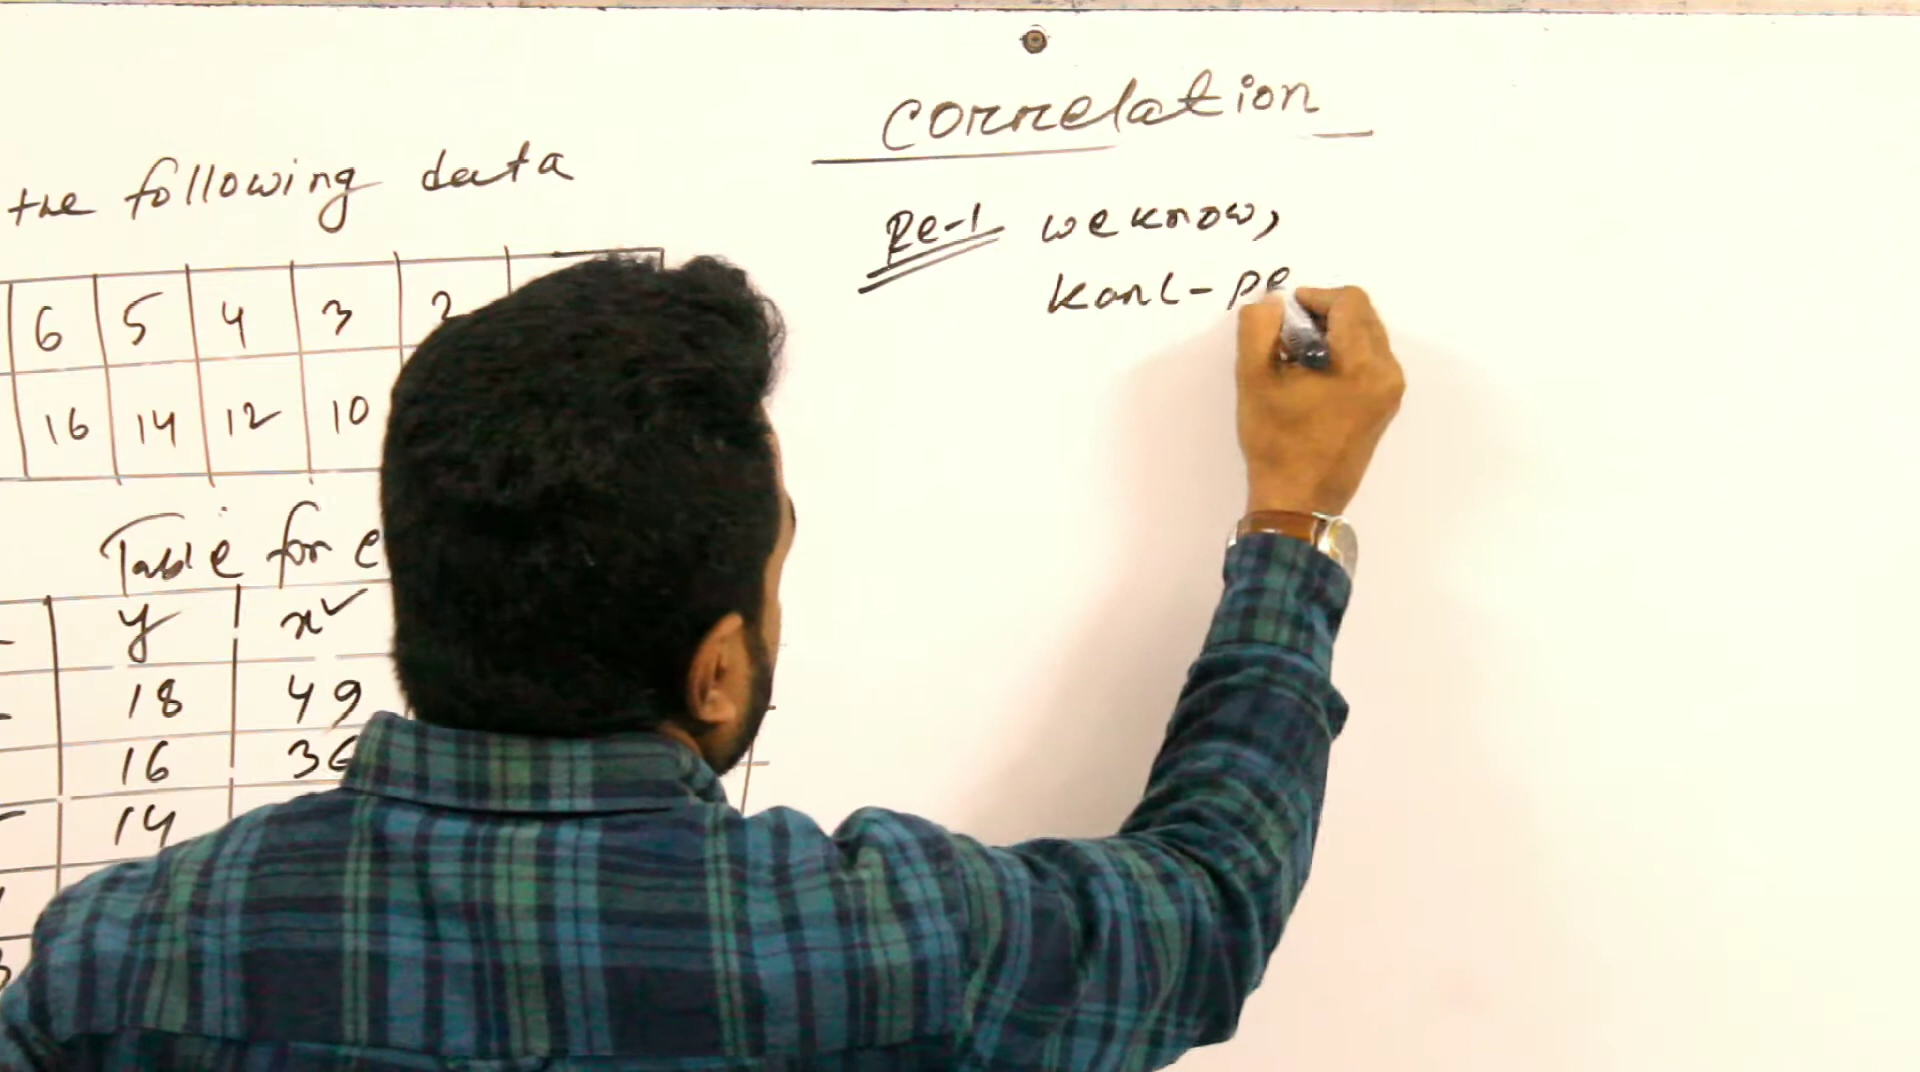 the following data
6 5 4 3 2
16 14 12 10
Table for
y x²
18 49
16 36
14
Correlation
Re-1 we know,
Karl-pe